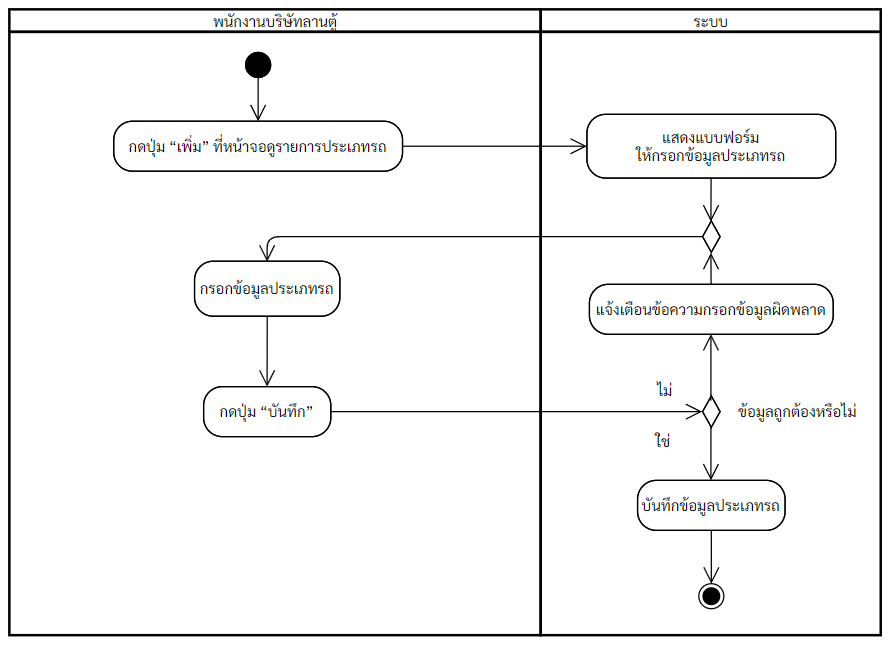 พนักงานบริษัทลานตู้
ระบบ
กดปุ่ม “เพิ่ม” ที่หน้าจอดูรายการประเภทรถ
แสดงแบบฟอร์ม
ให้กรอกข้อมูลประเภทรถ
กรอกข้อมูลประเภทรถ
แจ้งเตือนข้อความกรอกข้อมูลผิดพลาด
ไม่
กดปุ่ม “บันทึก”
ข้อมูลถูกต้องหรือไม่
ใช่
บันทึกข้อมูลประเภทรถ